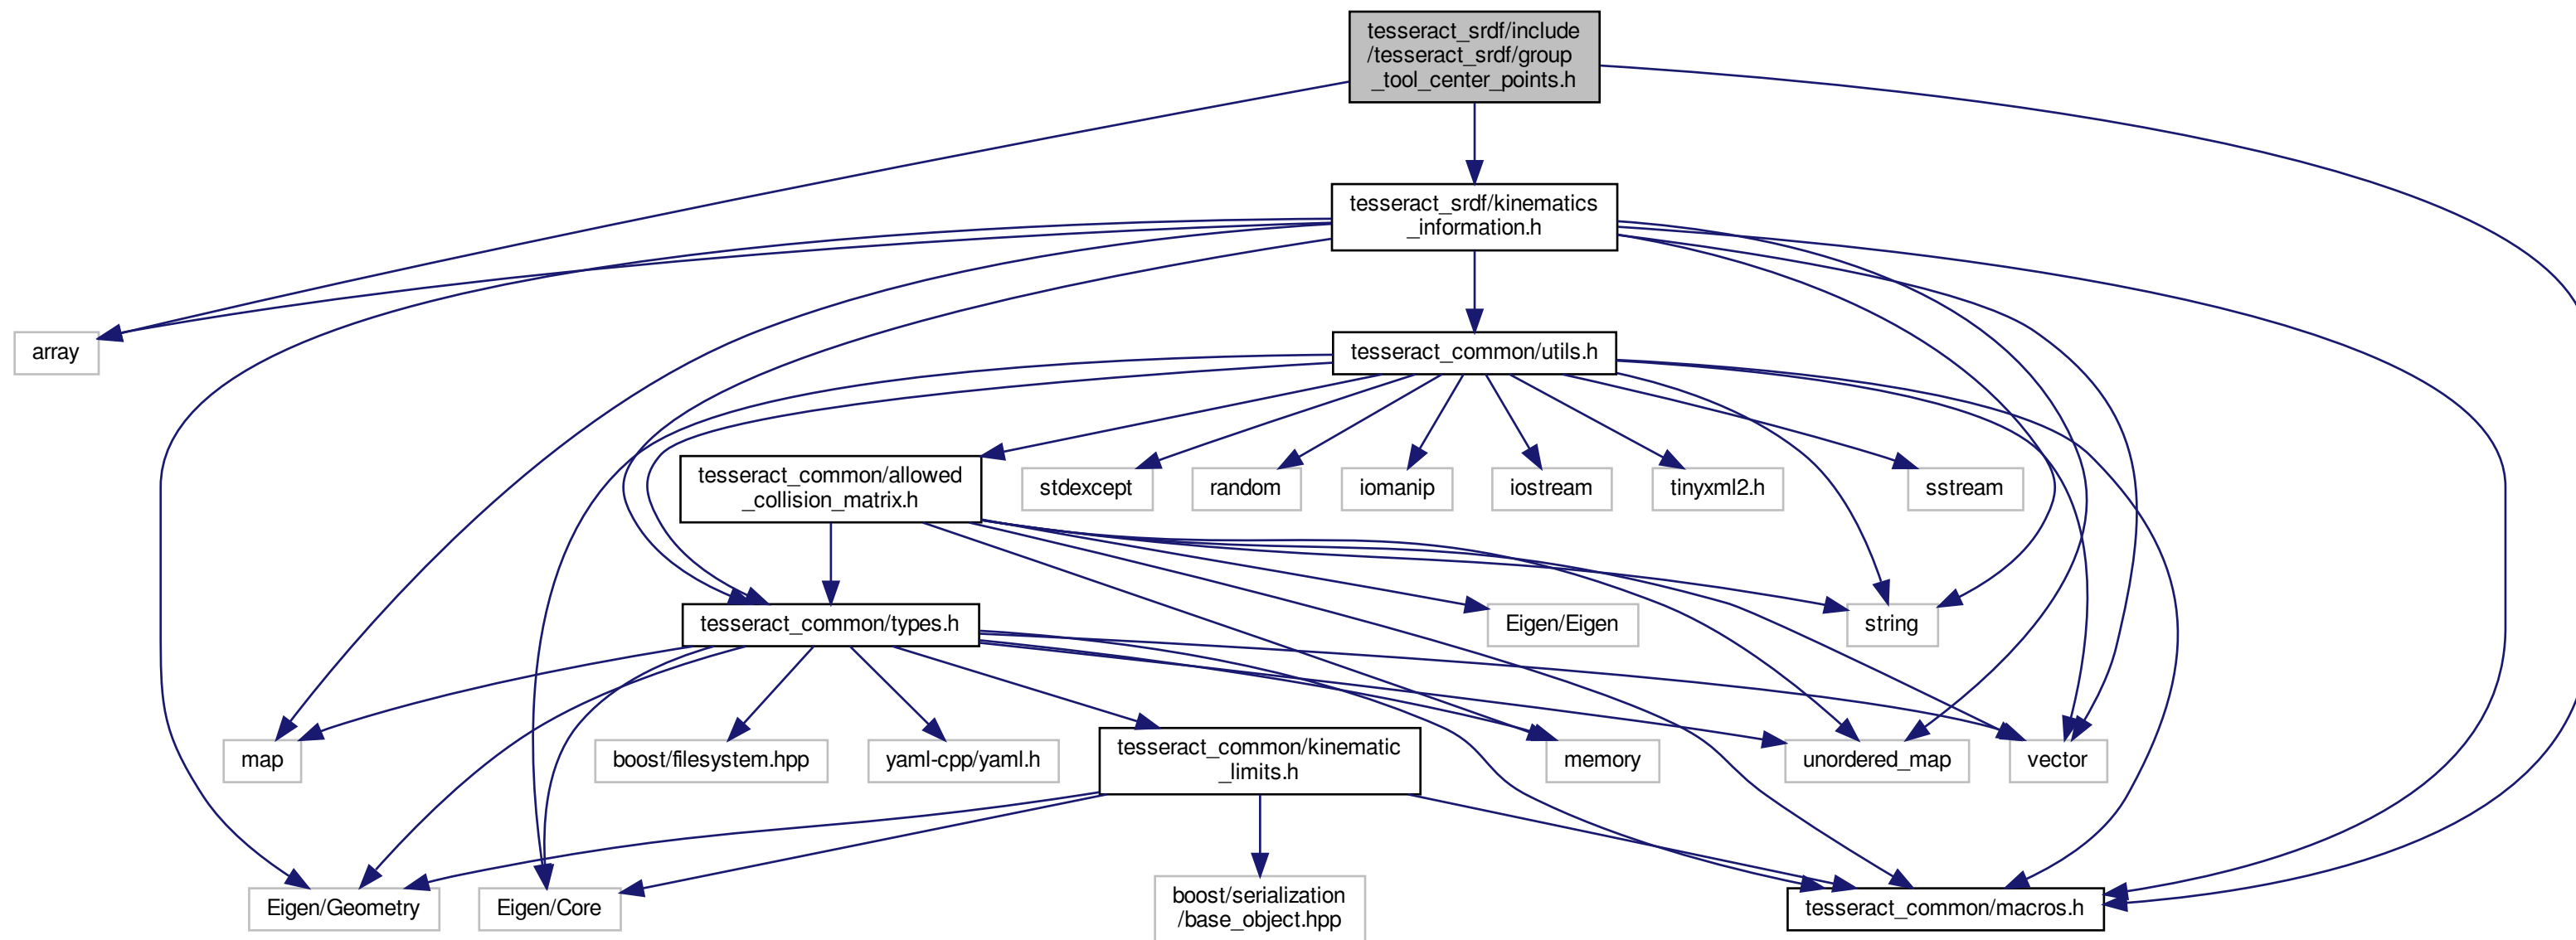 tesseract_srdf/include
/tesseract_srdf/group
_tool_center_points.h
tesseract_srdf/kinematics
_information.h
array
tesseract_common/utils.h
tesseract_common/allowed
_collision_matrix.h
stdexcept
random
iomanip
iostream
tinyxml2.h
sstream
tesseract_common/types.h
Eigen/Eigen
string
map
boost/filesystem.hpp
yaml-cpp/yaml.h
tesseract_common/kinematic
_limits.h
memory
unordered_map
vector
Eigen/Geometry
Eigen/Core
boost/serialization
/base_object.hpp
tesseract_common/macros.h